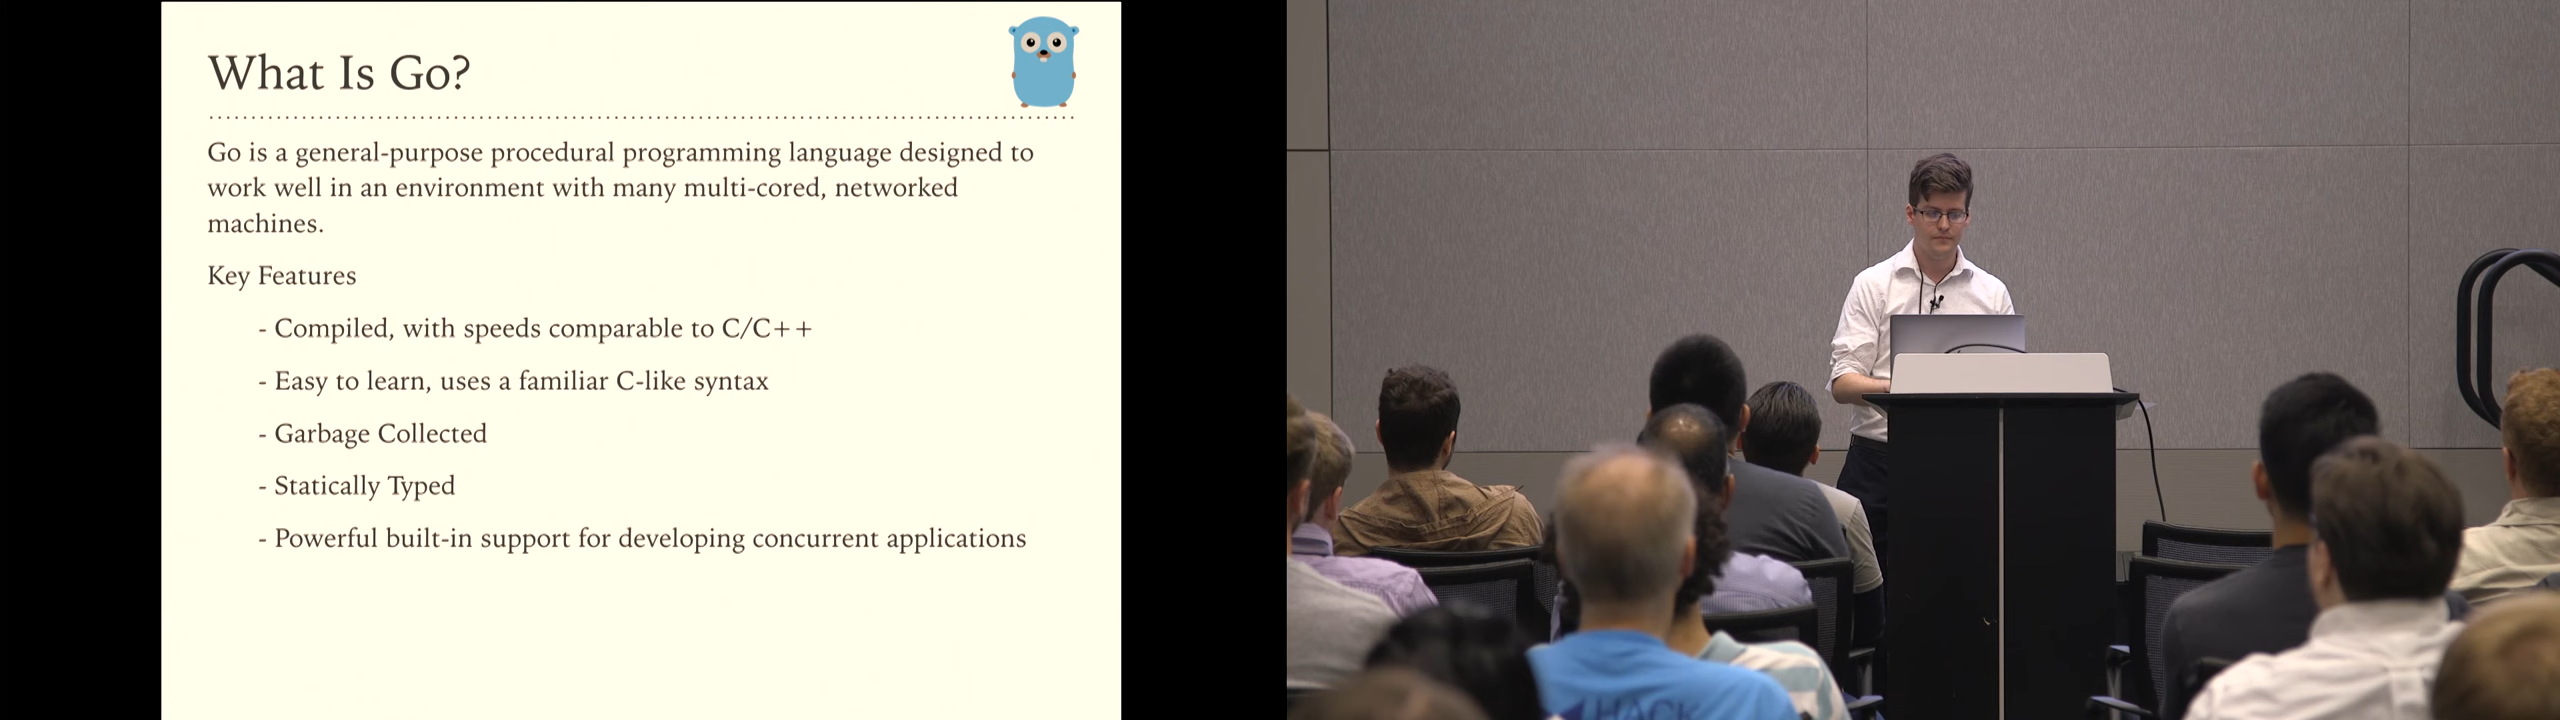 What Is Go?
Go is a general-purpose procedural programming language designed to
work well in an environment with many multi-cored, networked
machines.
Key Features
- Compiled, with speeds comparable to C/C++
- Easy to learn, uses a familiar C-like syntax
- Garbage Collected
- Statically Typed
- Powerful built-in support for developing concurrent applications
HACK